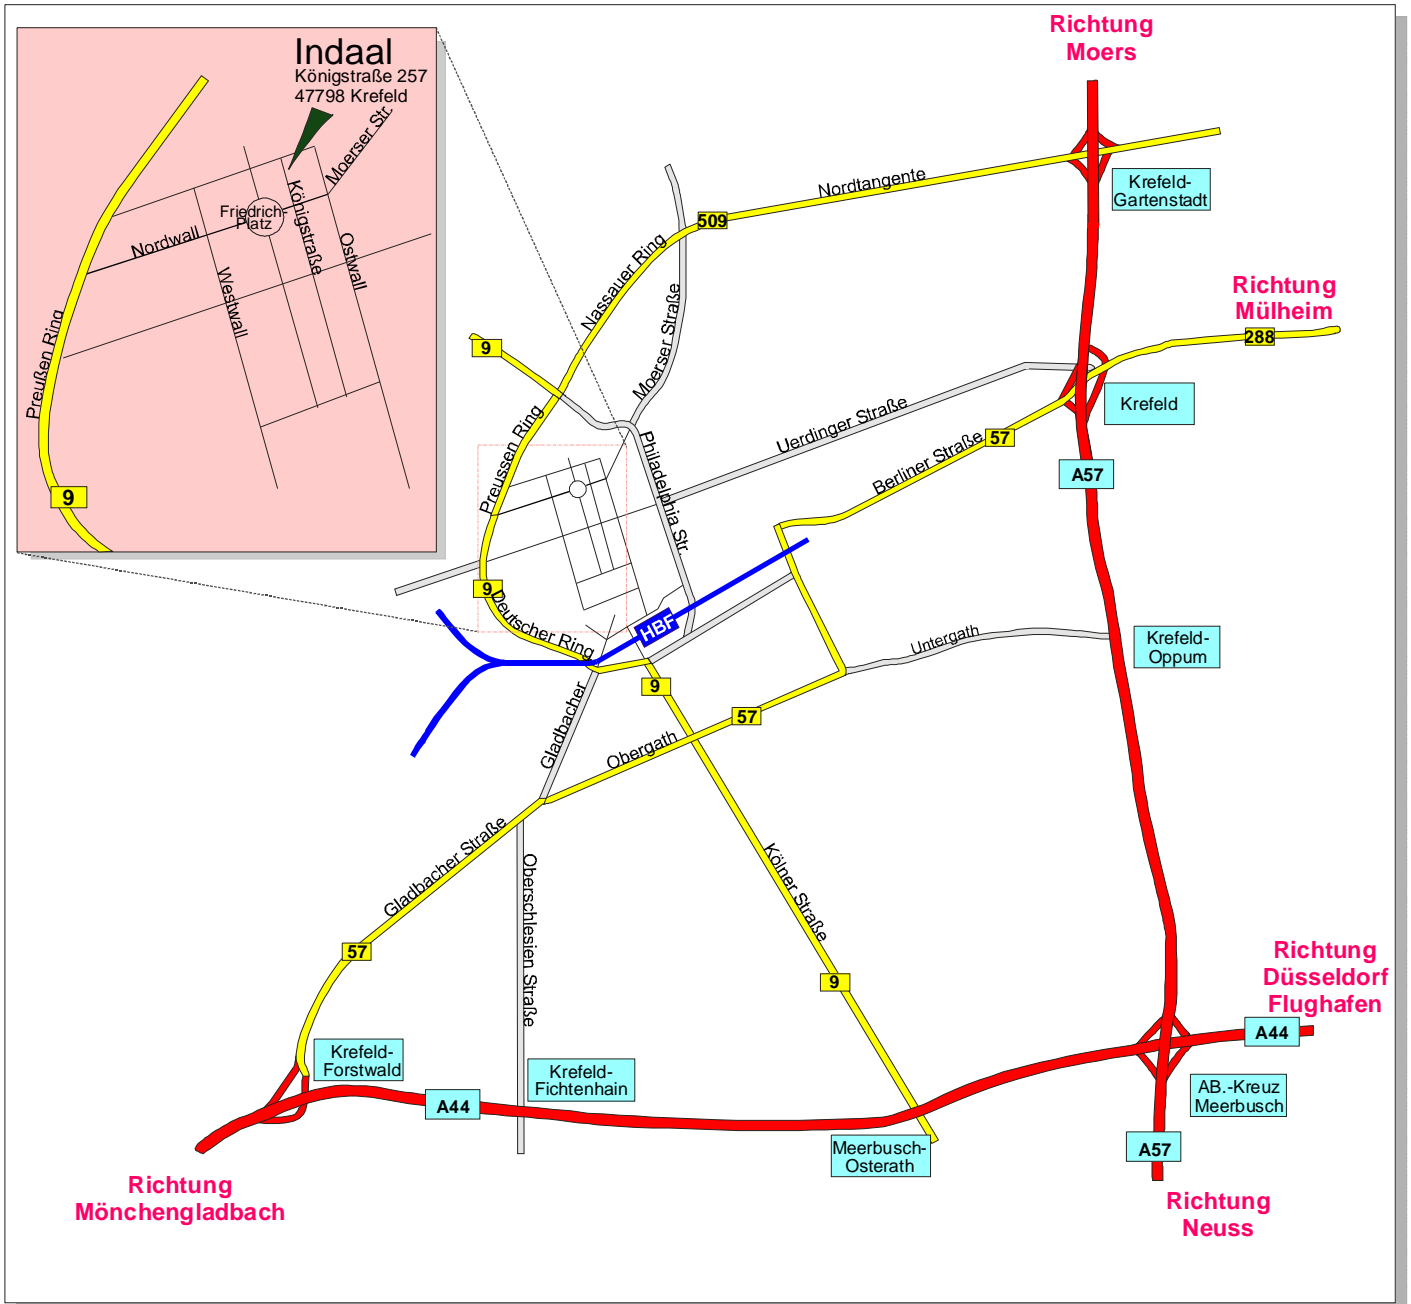 Indaal
Königstraße 257
47798 Krefeld
Moerser Str.
Friedrich-
Platz
Königstraße
Nordwall
Ostwall
Westwall
Preußen Ring
9
Richtung
Moers
Krefeld-
Gartenstadt
Nordtangente
509
Nassauer Ring
Moerser Straße
9
Richtung
Mülheim
288
Krefeld
Uerdinger Straße
Berliner Straße
57
A57
Preussen Ring
Philadelphia Str.
9
Deutscher Ring
HBF
Untergath
Krefeld-
Oppum
9
57
Gladbacher
Obergath
Gladbacher Straße
57
Oberschlesien Straße
Kölner Straße
9
Richtung
Düsseldorf
Flughafen
A44
Krefeld-
Forstwald
Krefeld-
Fichtenhain
A44
AB.-Kreuz
Meerbusch
A57
Meerbusch-
Osterath
Richtung
Mönchengladbach
Richtung
Neuss